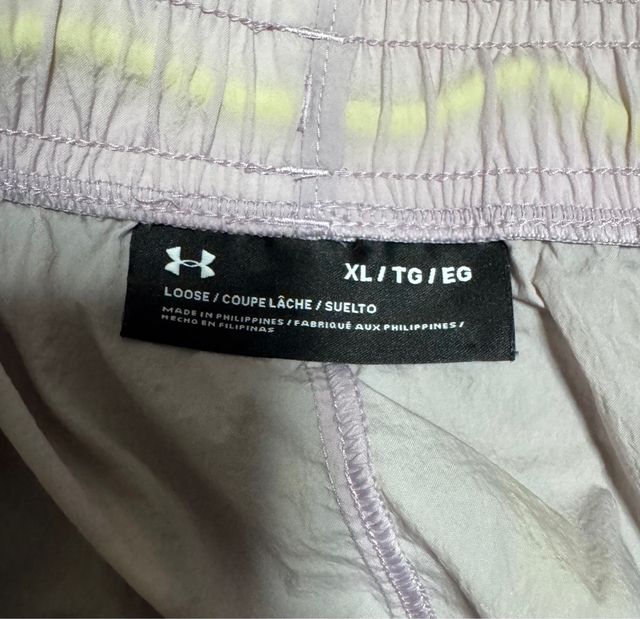 XL / TG / EG
LOOSE / COUPE LÂCHE / SUELTO
MADE IN PHILIPPINES / FABRIQUÉ AUX PHILIPPINES /
HECHO EN FILIPINAS